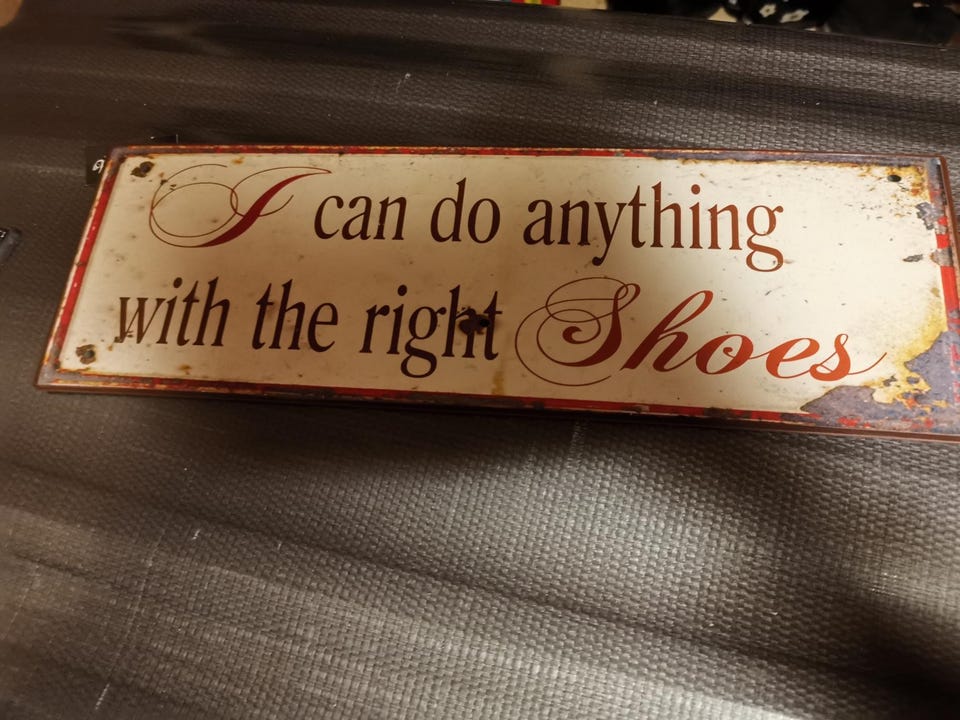 I can do anything
with the right Shoes